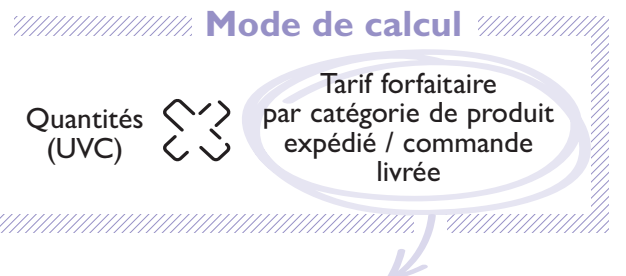 Mode de calcul
Quantités
(UVC)
Tarif forfaitaire
par catégorie de produit
expédié / commande
livrée